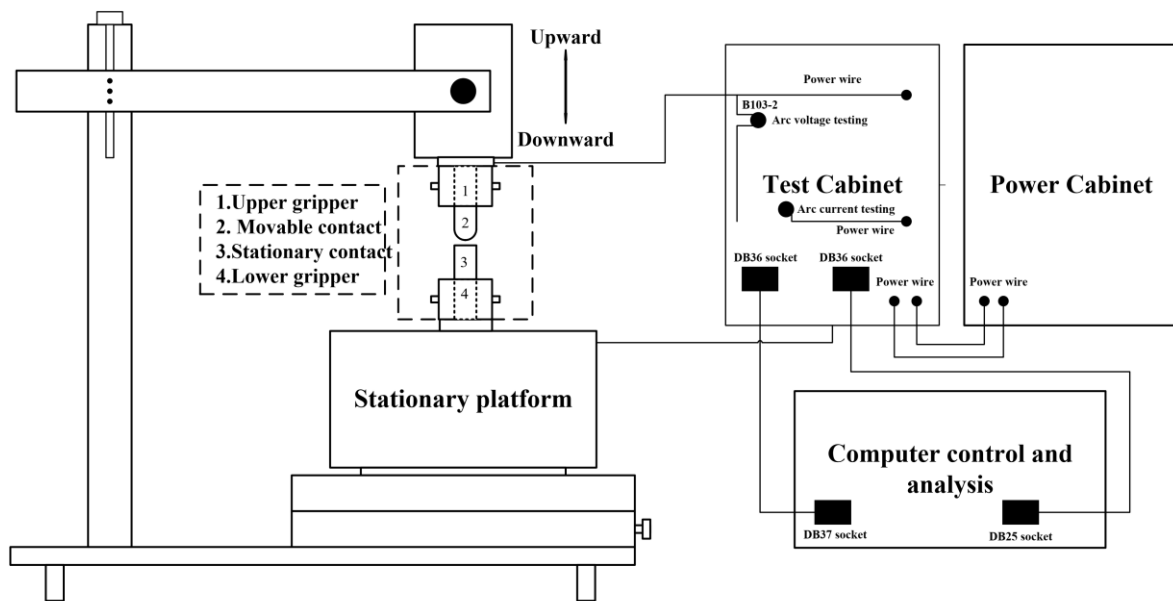 Upward
Downward
1.Upper gripper
2. Movable contact
3.Stationary contact
4.Lower gripper
1
2
3
4
Stationary platform
Power wire
B103-2
Arc voltage testing
Test Cabinet
Arc current testing
Power wire
DB36 socket
DB36 socket
Power wire
Power Cabinet
Power wire
Computer control and
analysis
DB37 socket
DB25 socket